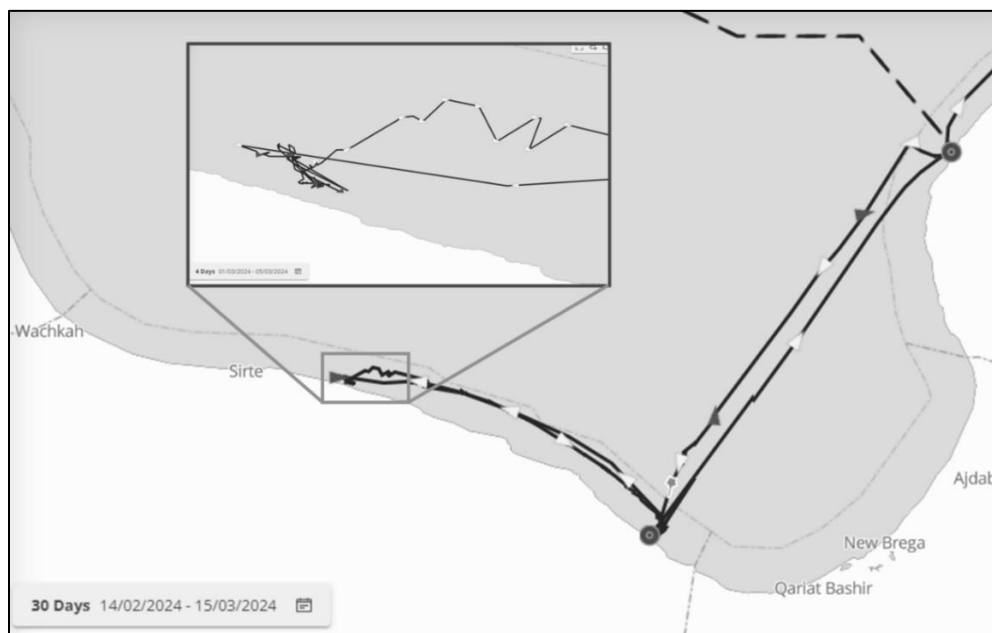 4 Days 01/03/2024 - 05/03/2024
Wachkah
Sirte
Ajdab
New Brega
Qariat Bashir
30 Days 14/02/2024 - 15/03/2024